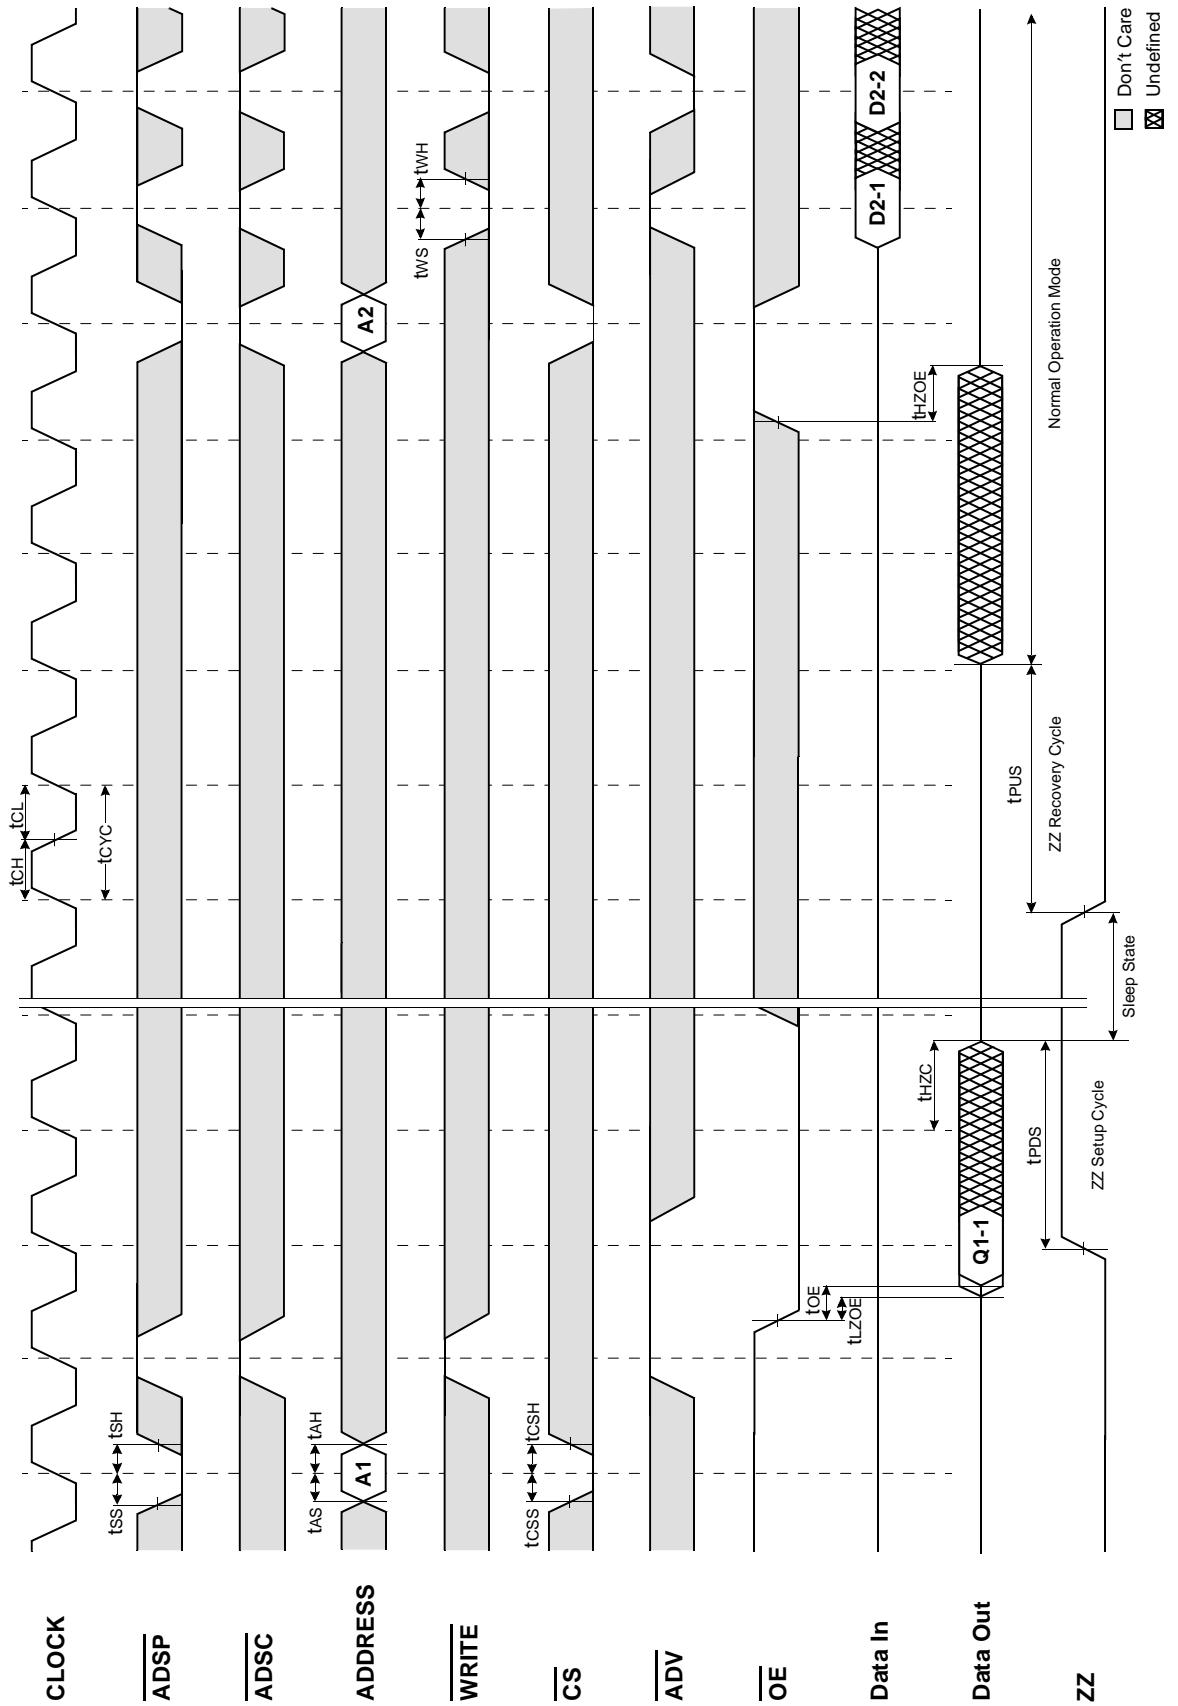 CLOCK
ADSP
ADSC
ADDRESS
WRITE
CS
ADV
OE
Data In
Data Out
ZZ
tCH
tCL
tCYC
tSS
tSH
tAS
tAH
A1
A2
tWS
tWH
tCSS
tCSH
tOE
tLZOE
tHZOE
D2-1
D2-2
Q1-1
tHZC
tPDS
ZZ Setup Cycle
Sleep State
tPUS
ZZ Recovery Cycle
Normal Operation Mode
Don't Care
Undefined